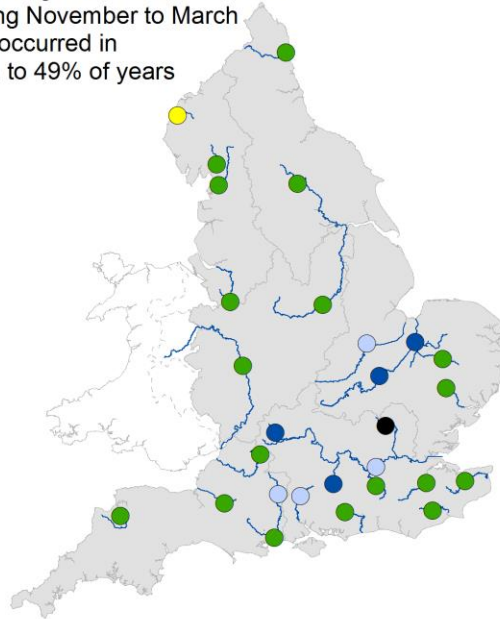 ng November to March
occurred in
to 49% of years